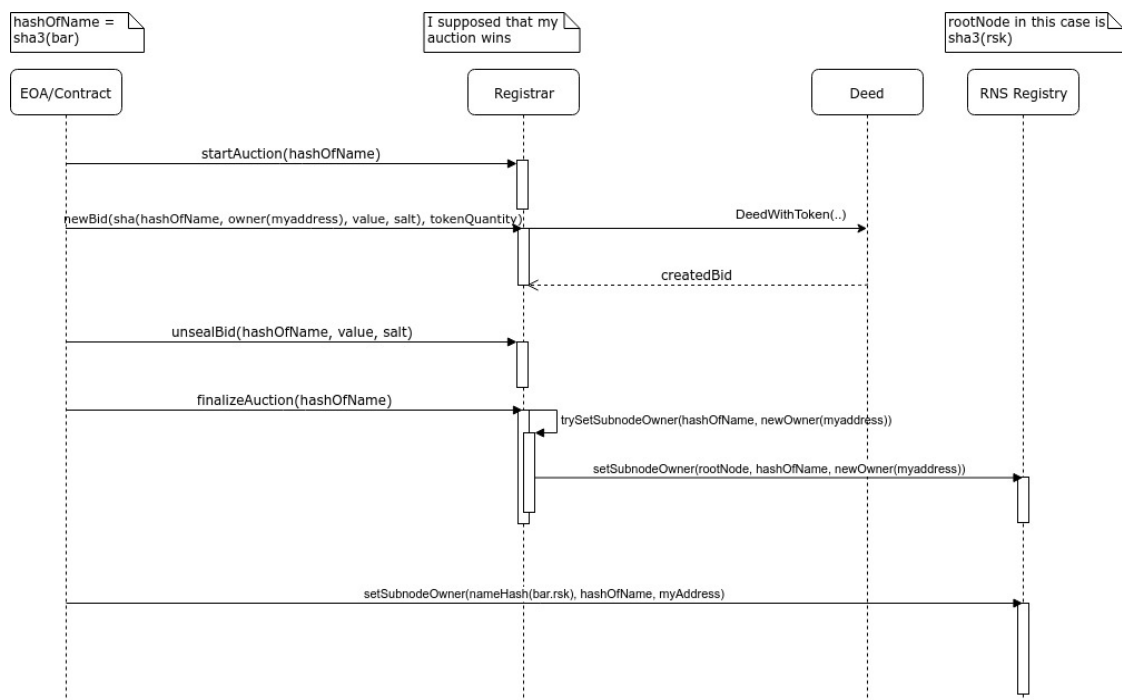 hashOfName =
sha3(bar)
I supposed that my
auction wins
rootNode in this case is
sha3(rsk)
EOA/Contract
Registrar
Deed
RNS Registry
startAuction(hashOfName)
newBid(sha(hashOfName, owner(myaddress), value, salt), tokenQuantity)
DeedWithToken(..)
createdBid
unsealBid(hashOfName, value, salt)
finalizeAuction(hashOfName)
trySetSubnodeOwner(hashOfName, newOwner(myaddress))
setSubnodeOwner(rootNode, hashOfName, newOwner(myaddress))
setSubnodeOwner(nameHash(bar.rsk), hashOfName, myAddress)